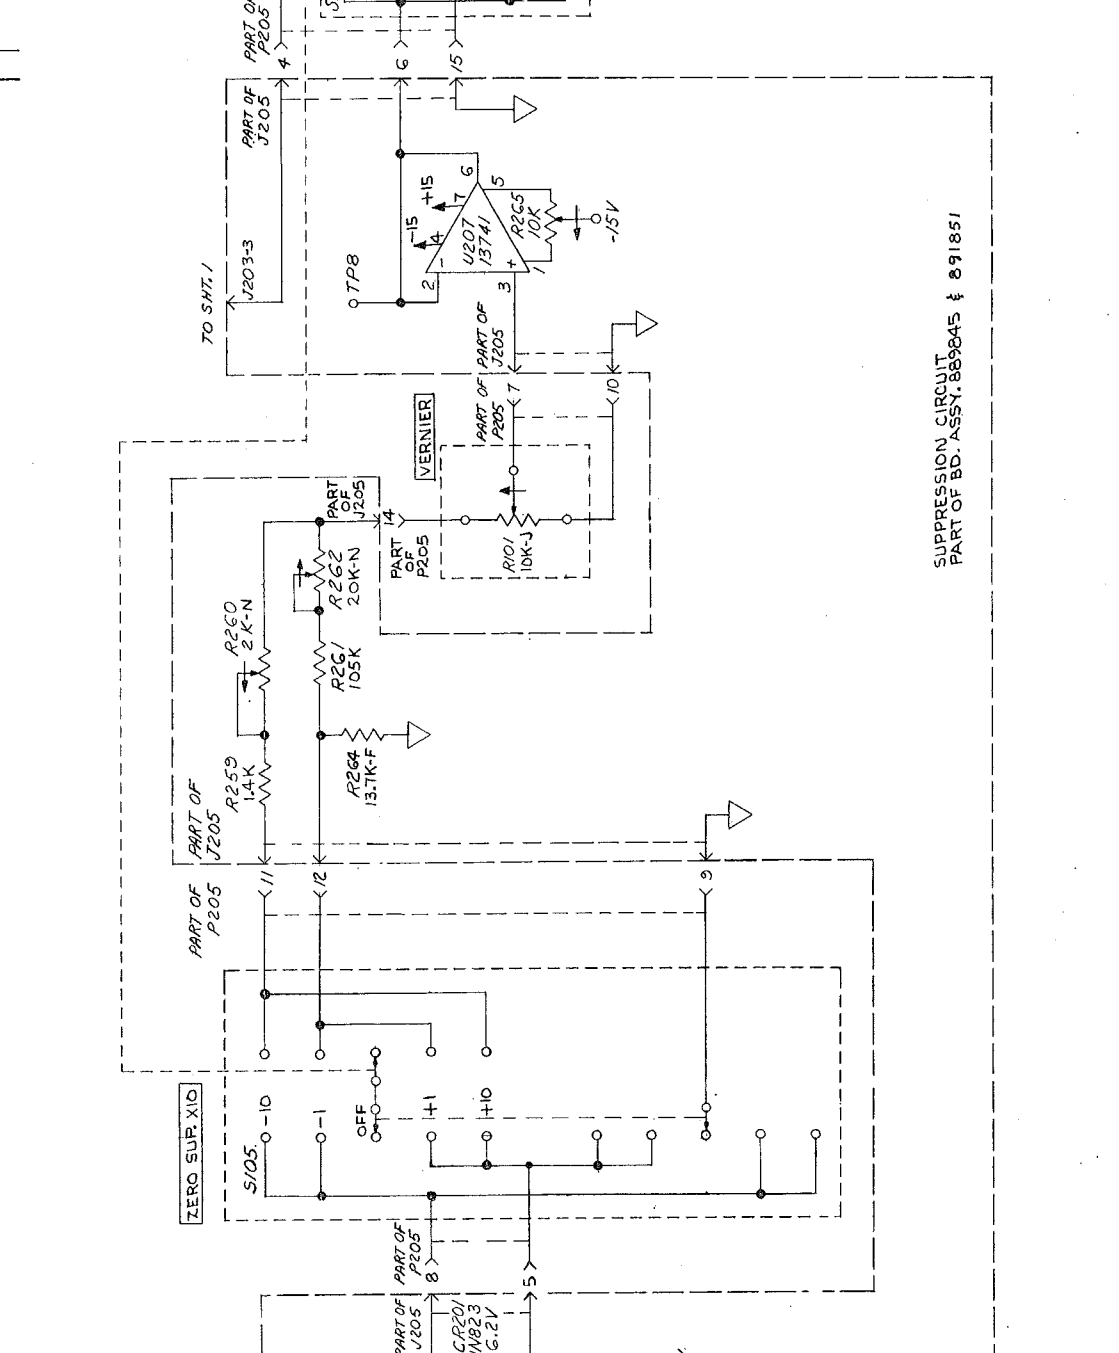 PART OF
P205
4
6
15
PART OF
J205
TO SHT. 1
J203-3
TP8
-15
+15
4
7
6
5
2
-
U207
13741
+
3
1
R265
10K
-15V
PART OF
J205
PART OF
P205
7
10
VERNIER
PART
OF
J205
14
PART
OF
P205
R101
10K-J
R260
2K-N
R262
20K-N
R261
105K
R259
1.4K
R264
13.7K-F
PART OF
J205
PART OF
P205
11
12
9
ZERO SUP. X10
S105.
-10
-1
OFF
+1
+10
PART OF
P205
8
5
PART OF
J205
CR201
1N823
6.2V
SUPPRESSION CIRCUIT
PART OF BD. ASSY. 889845 & 891851